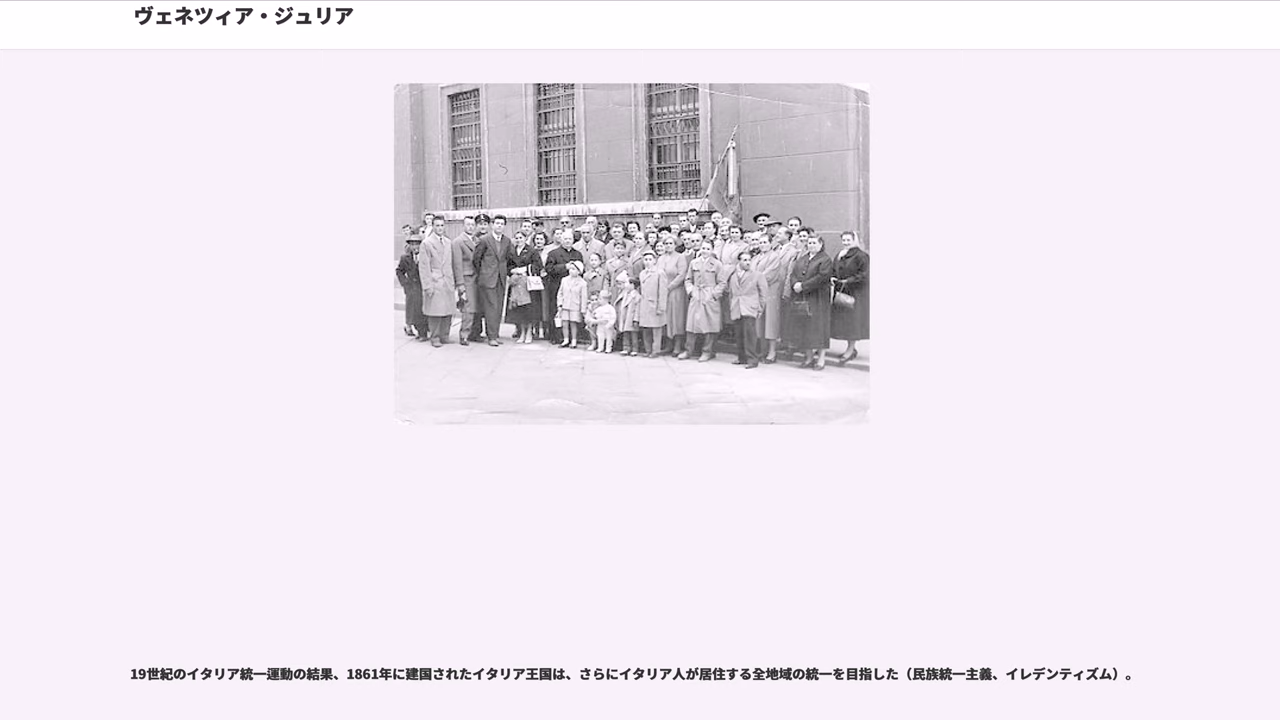 ヴェネツィア・ジュリア
19世紀のイタリア統一運動の結果、1861年に建国されたイタリア王国は、さらにイタリア人が居住する全地域の統一を目指した（民族統一主義、イレデンティズム）。